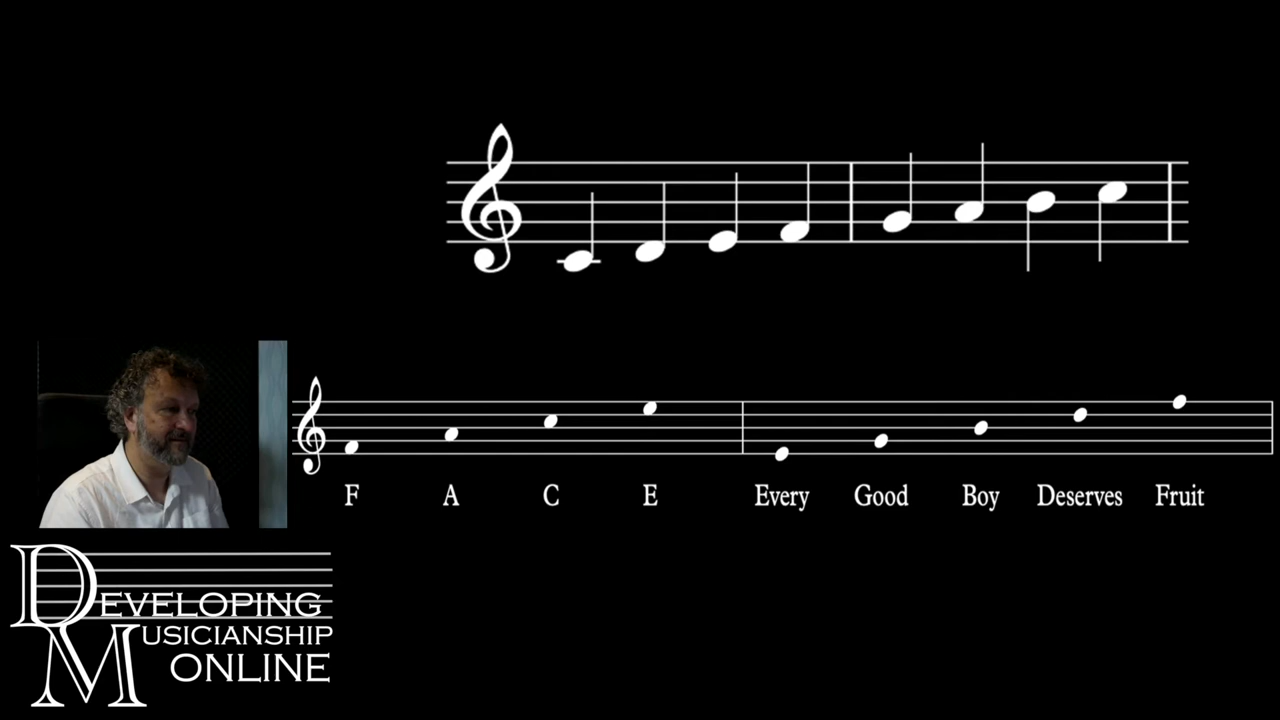 F A C E Every Good Boy Deserves Fruit
DEVELOPING
MUSICIANSHIP
ONLINE